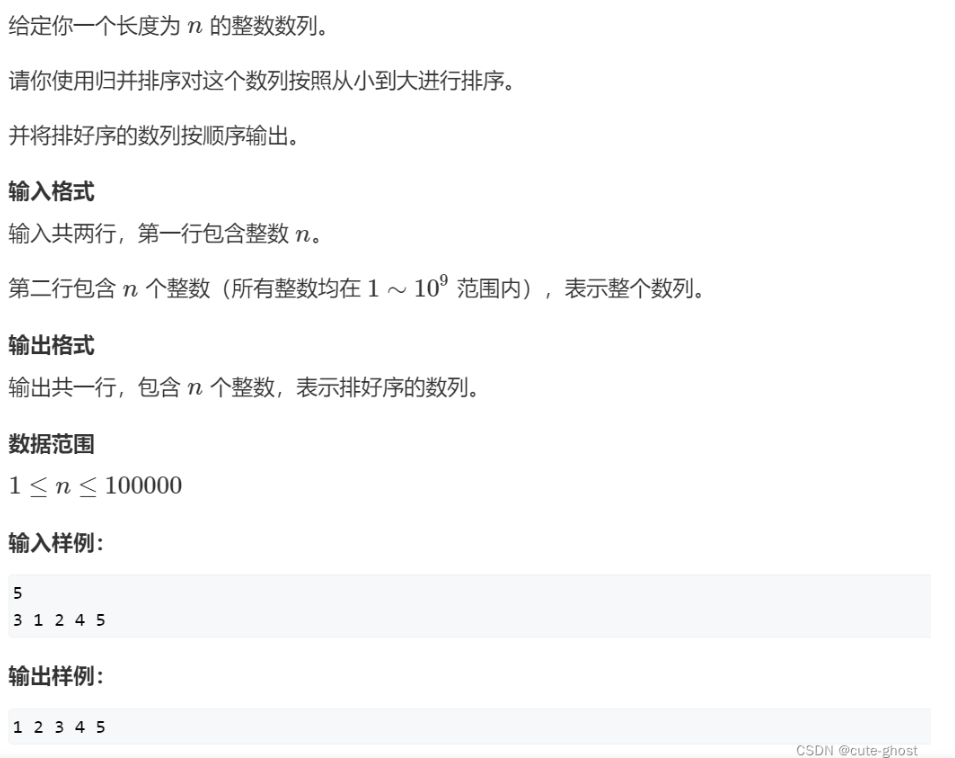 给定你一个长度为 n 的整数数列。
请你使用归并排序对这个数列按照从小到大进行排序。
并将排好序的数列按顺序输出。
输入格式
输入共两行，第一行包含整数 n。
第二行包含 n 个整数（所有整数均在 1 ∼ 10⁹ 范围内），表示整个数列。
输出格式
输出共一行，包含 n 个整数，表示排好序的数列。
数据范围
1 ≤ n ≤ 100000
输入样例：
5
3 1 2 4 5
输出样例：
1 2 3 4 5
CSDN @cute-ghost